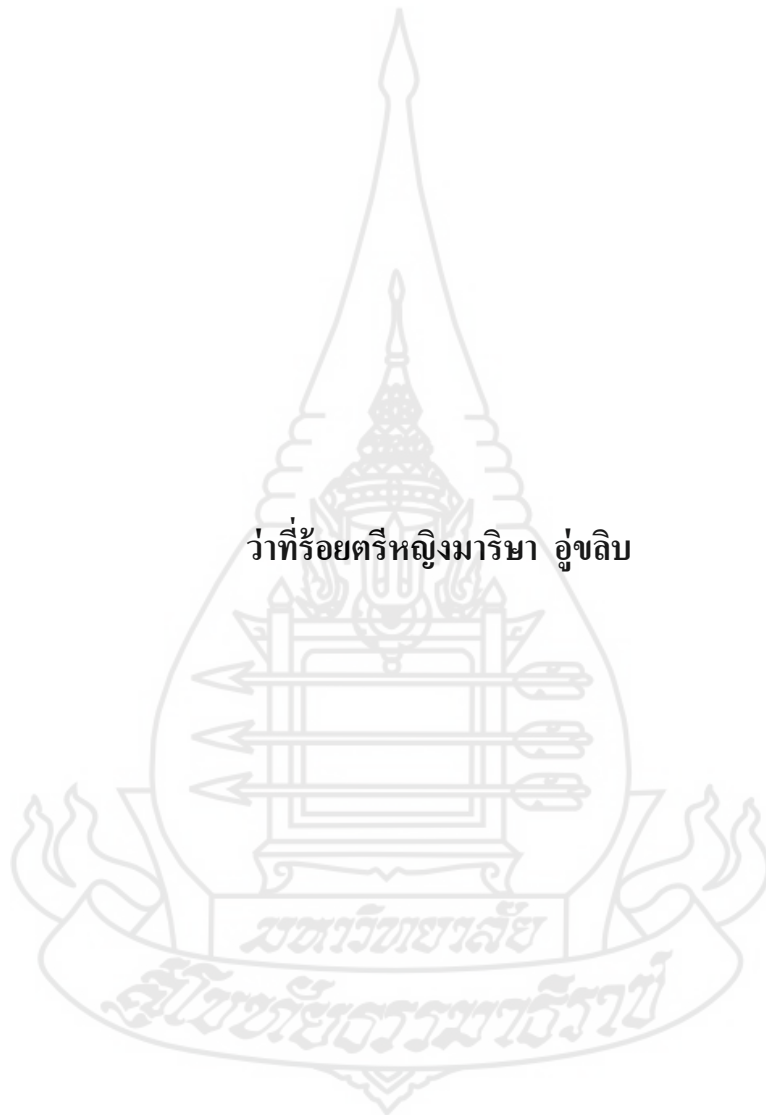 ว่าที่ร้อยตรีหญิงมาริษา อู่ขลิบ
มหาวิทยาลัย
สุโขทัยธรรมาธิราช